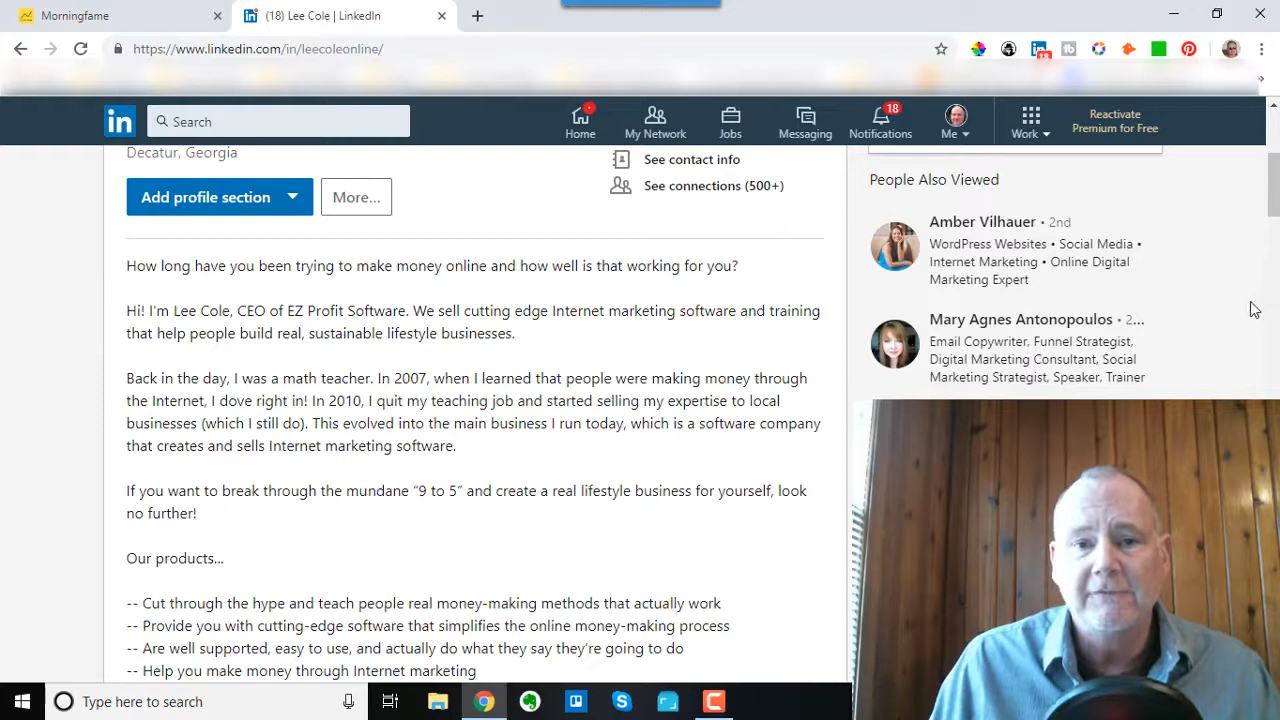 Morningfame
(18) Lee Cole | LinkedIn
https://www.linkedin.com/in/leecoleonline/
18
in
Search
Home
My Network
Jobs
Messaging
18
Notifications
Me
Work
Reactivate
Premium for Free
Decatur, Georgia
See contact info
See connections (500+)
Add profile section
More...
People Also Viewed
Amber Vilhauer • 2nd
WordPress Websites • Social Media •
Internet Marketing • Online Digital
Marketing Expert
Mary Agnes Antonopoulos • 2...
Email Copywriter, Funnel Strategist,
Digital Marketing Consultant, Social
Marketing Strategist, Speaker, Trainer
How long have you been trying to make money online and how well is that working for you?
Hi! I'm Lee Cole, CEO of EZ Profit Software. We sell cutting edge Internet marketing software and training
that help people build real, sustainable lifestyle businesses.
Back in the day, I was a math teacher. In 2007, when I learned that people were making money through
the Internet, I dove right in! In 2010, I quit my teaching job and started selling my expertise to local
businesses (which I still do). This evolved into the main business I run today, which is a software company
that creates and sells Internet marketing software.
If you want to break through the mundane “9 to 5” and create a real lifestyle business for yourself, look
no further!
Our products...
-- Cut through the hype and teach people real money-making methods that actually work
-- Provide you with cutting-edge software that simplifies the online money-making process
-- Are well supported, easy to use, and actually do what they say they’re going to do
-- Help you make money through Internet marketing
Type here to search